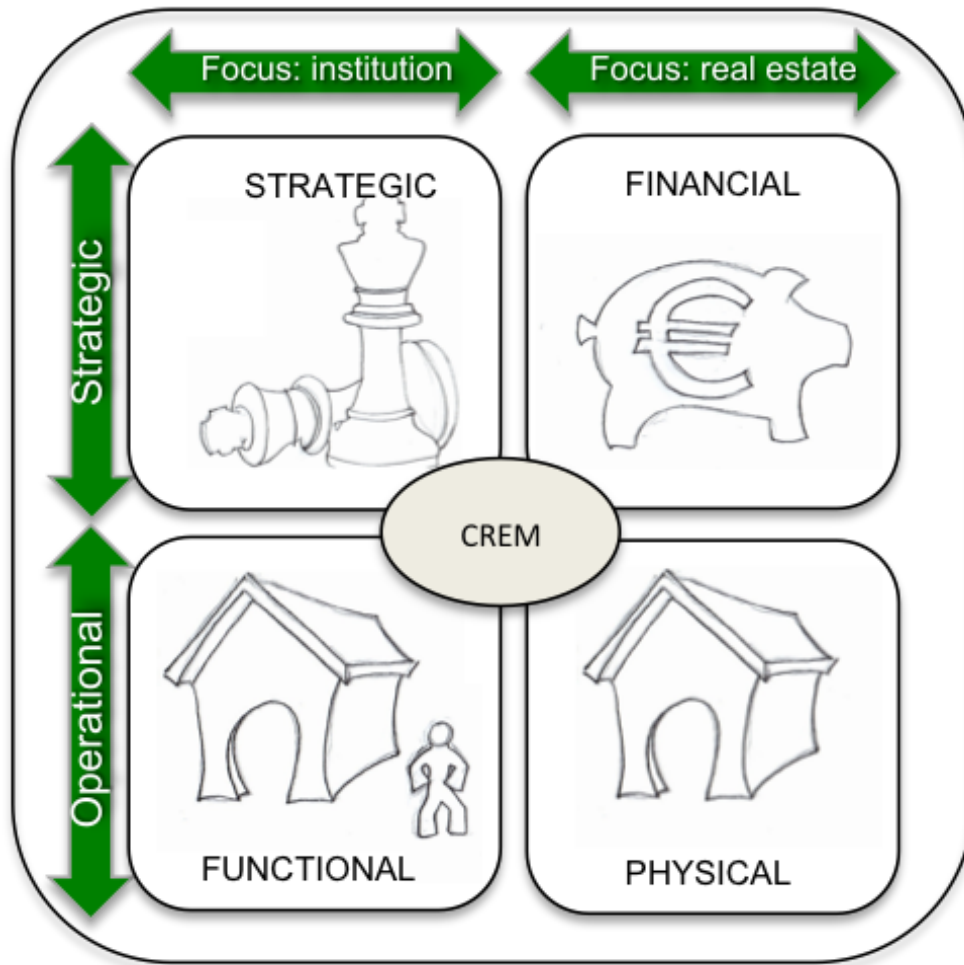 Focus: institution
Focus: real estate
Strategic
STRATEGIC
FINANCIAL
€
CREM
Operational
FUNCTIONAL
PHYSICAL